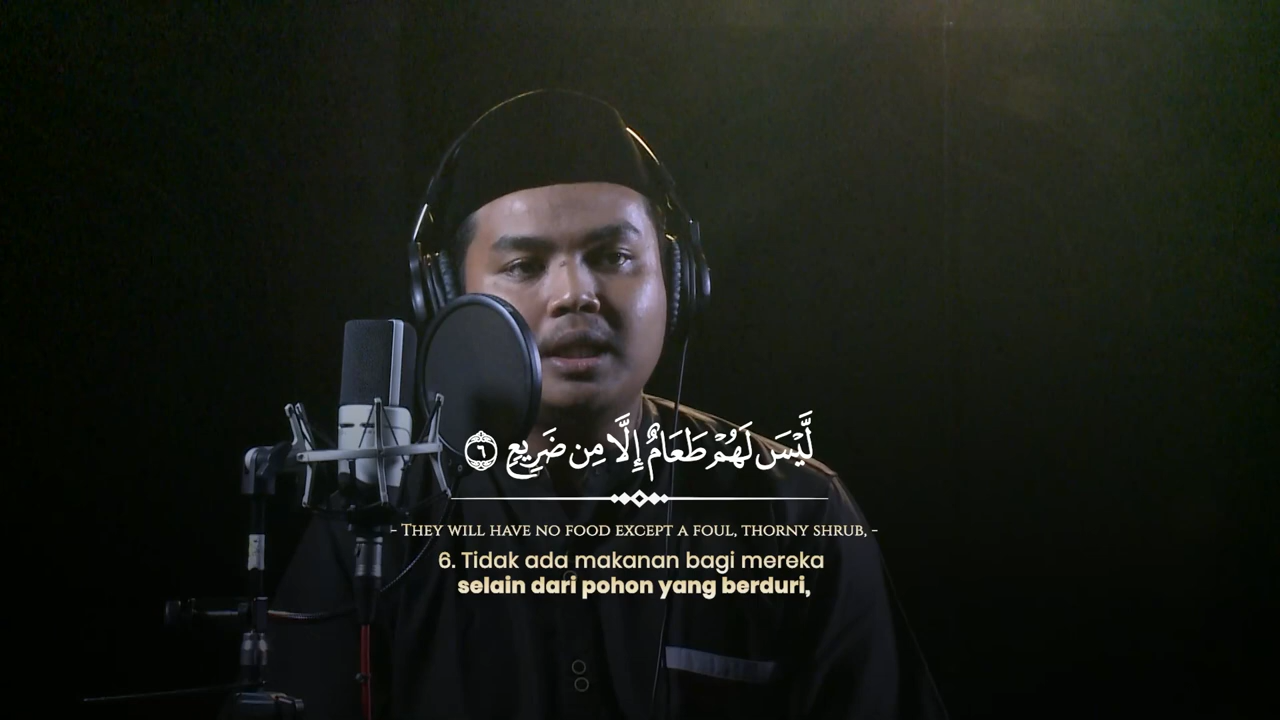 لَّيْسَ لَهُمْ طَعَامٌ إِلَّا مِن ضَرِيعٍ ٦
- They will have no food except a foul, thorny shrub, -
6. Tidak ada makanan bagi mereka
selain dari pohon yang berduri,